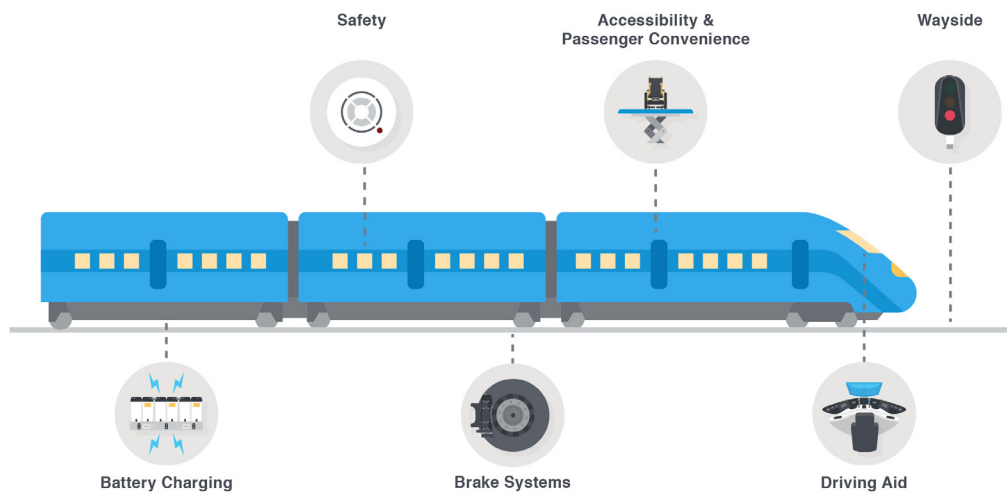 Safety
Accessibility &
Passenger Convenience
Wayside
Battery Charging
Brake Systems
Driving Aid